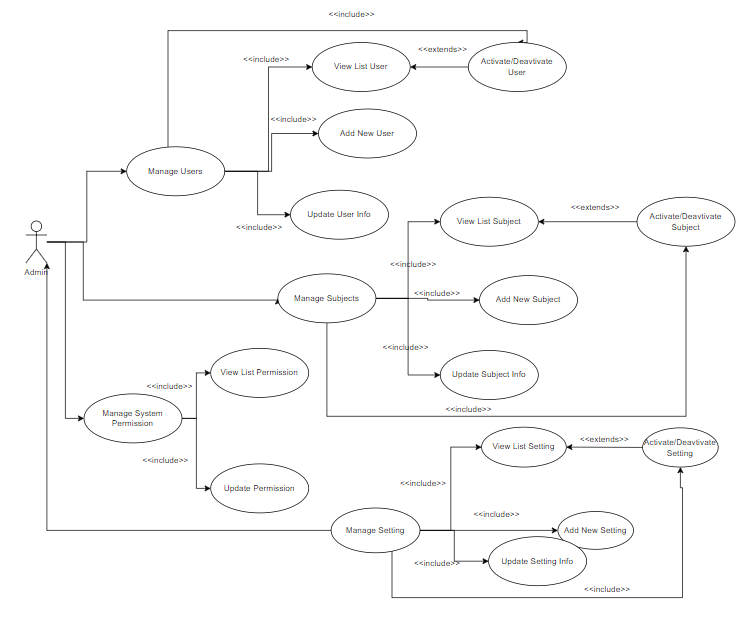 <<include>>
<<include>>
View List User
<<extends>>
Activate/Deavtivate
User
<<include>>
Add New User
Manage Users
Update User Info
<<include>>
View List Subject
<<extends>>
Activate/Deavtivate
Subject
Admin
<<include>>
Manage Subjects
<<include>>
Add New Subject
<<include>>
Update Subject Info
<<include>>
View List Permission
<<include>>
Manage System
Permission
<<include>>
Update Permission
View List Setting
<<extends>>
Activate/Deavtivate
Setting
<<include>>
<<include>>
Manage Setting
Add New Setting
<<include>>
Update Setting Info
<<include>>